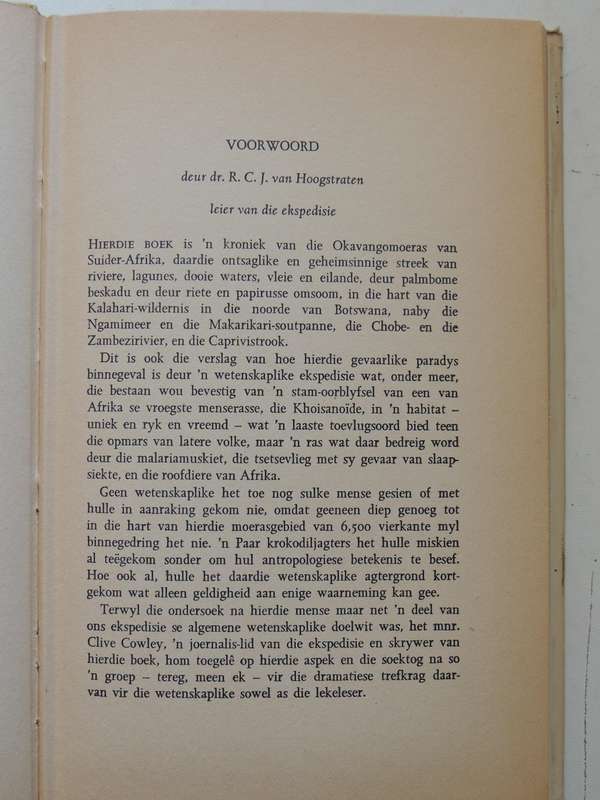 VOORWOORD
deur dr. R. C. J. van Hoogstraten
leier van die ekspedisie
HIERDIE BOEK is 'n kroniek van die Okavangomoeras van
Suider-Afrika, daardie ontsaglike en geheimsinnige streek van
riviere, lagunes, dooie waters, vleie en eilande, deur palmbome
beskadu en deur riete en papirusse omsoom, in die hart van die
Kalahari-wildernis in die noorde van Botswana, naby die
Ngamimeer en die Makarikari-soutpanne, die Chobe- en die
Zambezirivier, en die Caprivistrook.
Dit is ook die verslag van hoe hierdie gevaarlike paradys
binnegeval is deur 'n wetenskaplike ekspedisie wat, onder meer,
die bestaan wou bevestig van 'n stam-oorblyfsel van een van
Afrika se vroegste menserasse, die Khoisanoïde, in 'n habitat –
uniek en ryk en vreemd – wat 'n laaste toevlugsoord bied teen
die opmars van latere volke, maar 'n ras wat daar bedreig word
deur die malariamuskiet, die tsetsevlieg met sy gevaar van slaap-
siekte, en die roofdiere van Afrika.
Geen wetenskaplike het toe nog sulke mense gesien of met
hulle in aanraking gekom nie, omdat geeneen diep genoeg tot
in die hart van hierdie moerasgebied van 6,500 vierkante myl
binnegedring het nie. 'n Paar krokodiljagters het hulle miskien
al teëgekom sonder om hul antropologiese betekenis te besef.
Hoe ook al, hulle het daardie wetenskaplike agtergrond kort-
gekom wat alleen geldigheid aan enige waarneming kan gee.
Terwyl die ondersoek na hierdie mense maar net 'n deel van
ons ekspedisie se algemene wetenskaplike doelwit was, het mnr.
Clive Cowley, 'n joernalis-lid van die ekspedisie en skrywer van
hierdie boek, hom toegelê op hierdie aspek en die soektog na so
'n groep – tereg, meen ek – vir die dramatiese trefkrag daar-
van vir die wetenskaplike sowel as die lekeleser.